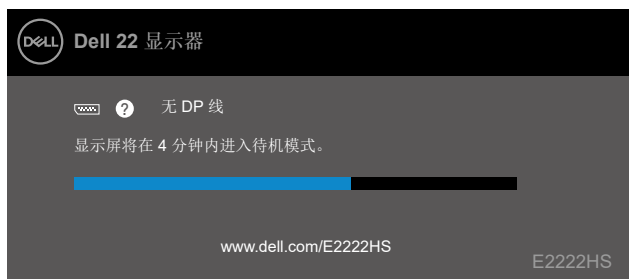 DELL Dell 22 显示器
? 无 DP 线
显示屏将在 4 分钟内进入待机模式。
www.dell.com/E2222HS
E2222HS